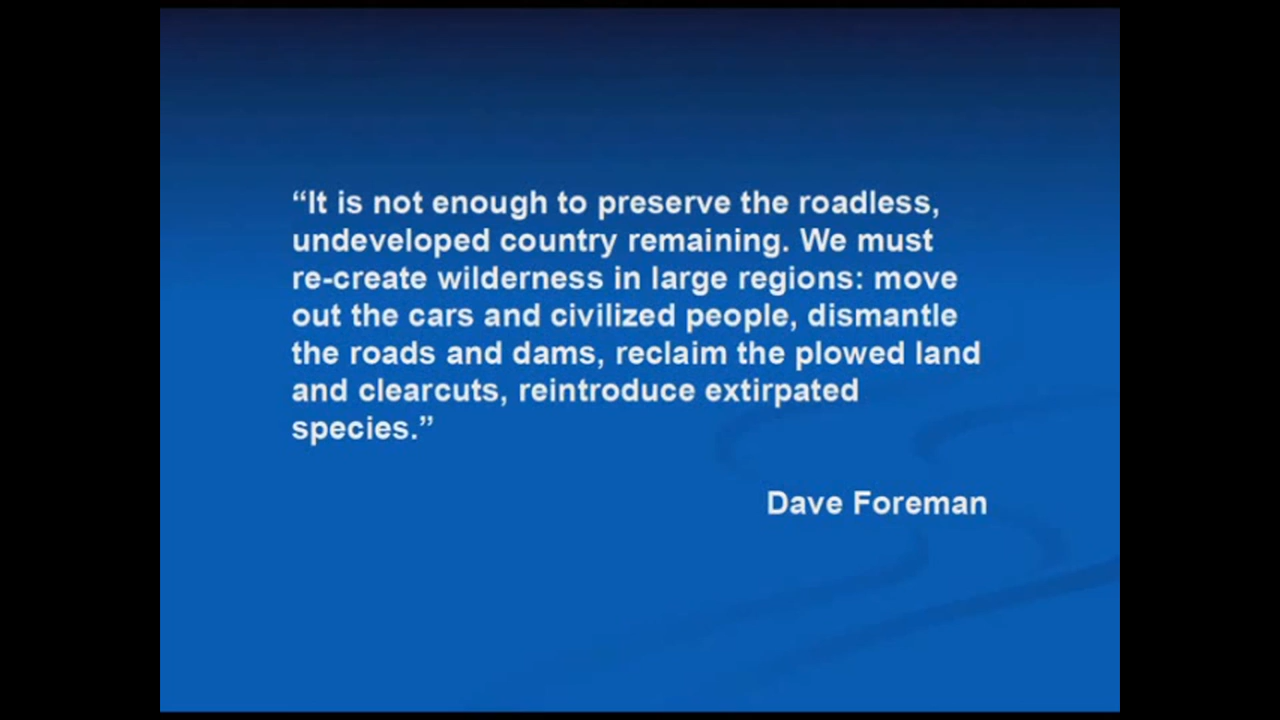 “It is not enough to preserve the roadless,
undeveloped country remaining. We must
re-create wilderness in large regions: move
out the cars and civilized people, dismantle
the roads and dams, reclaim the plowed land
and clearcuts, reintroduce extirpated
species.”
Dave Foreman